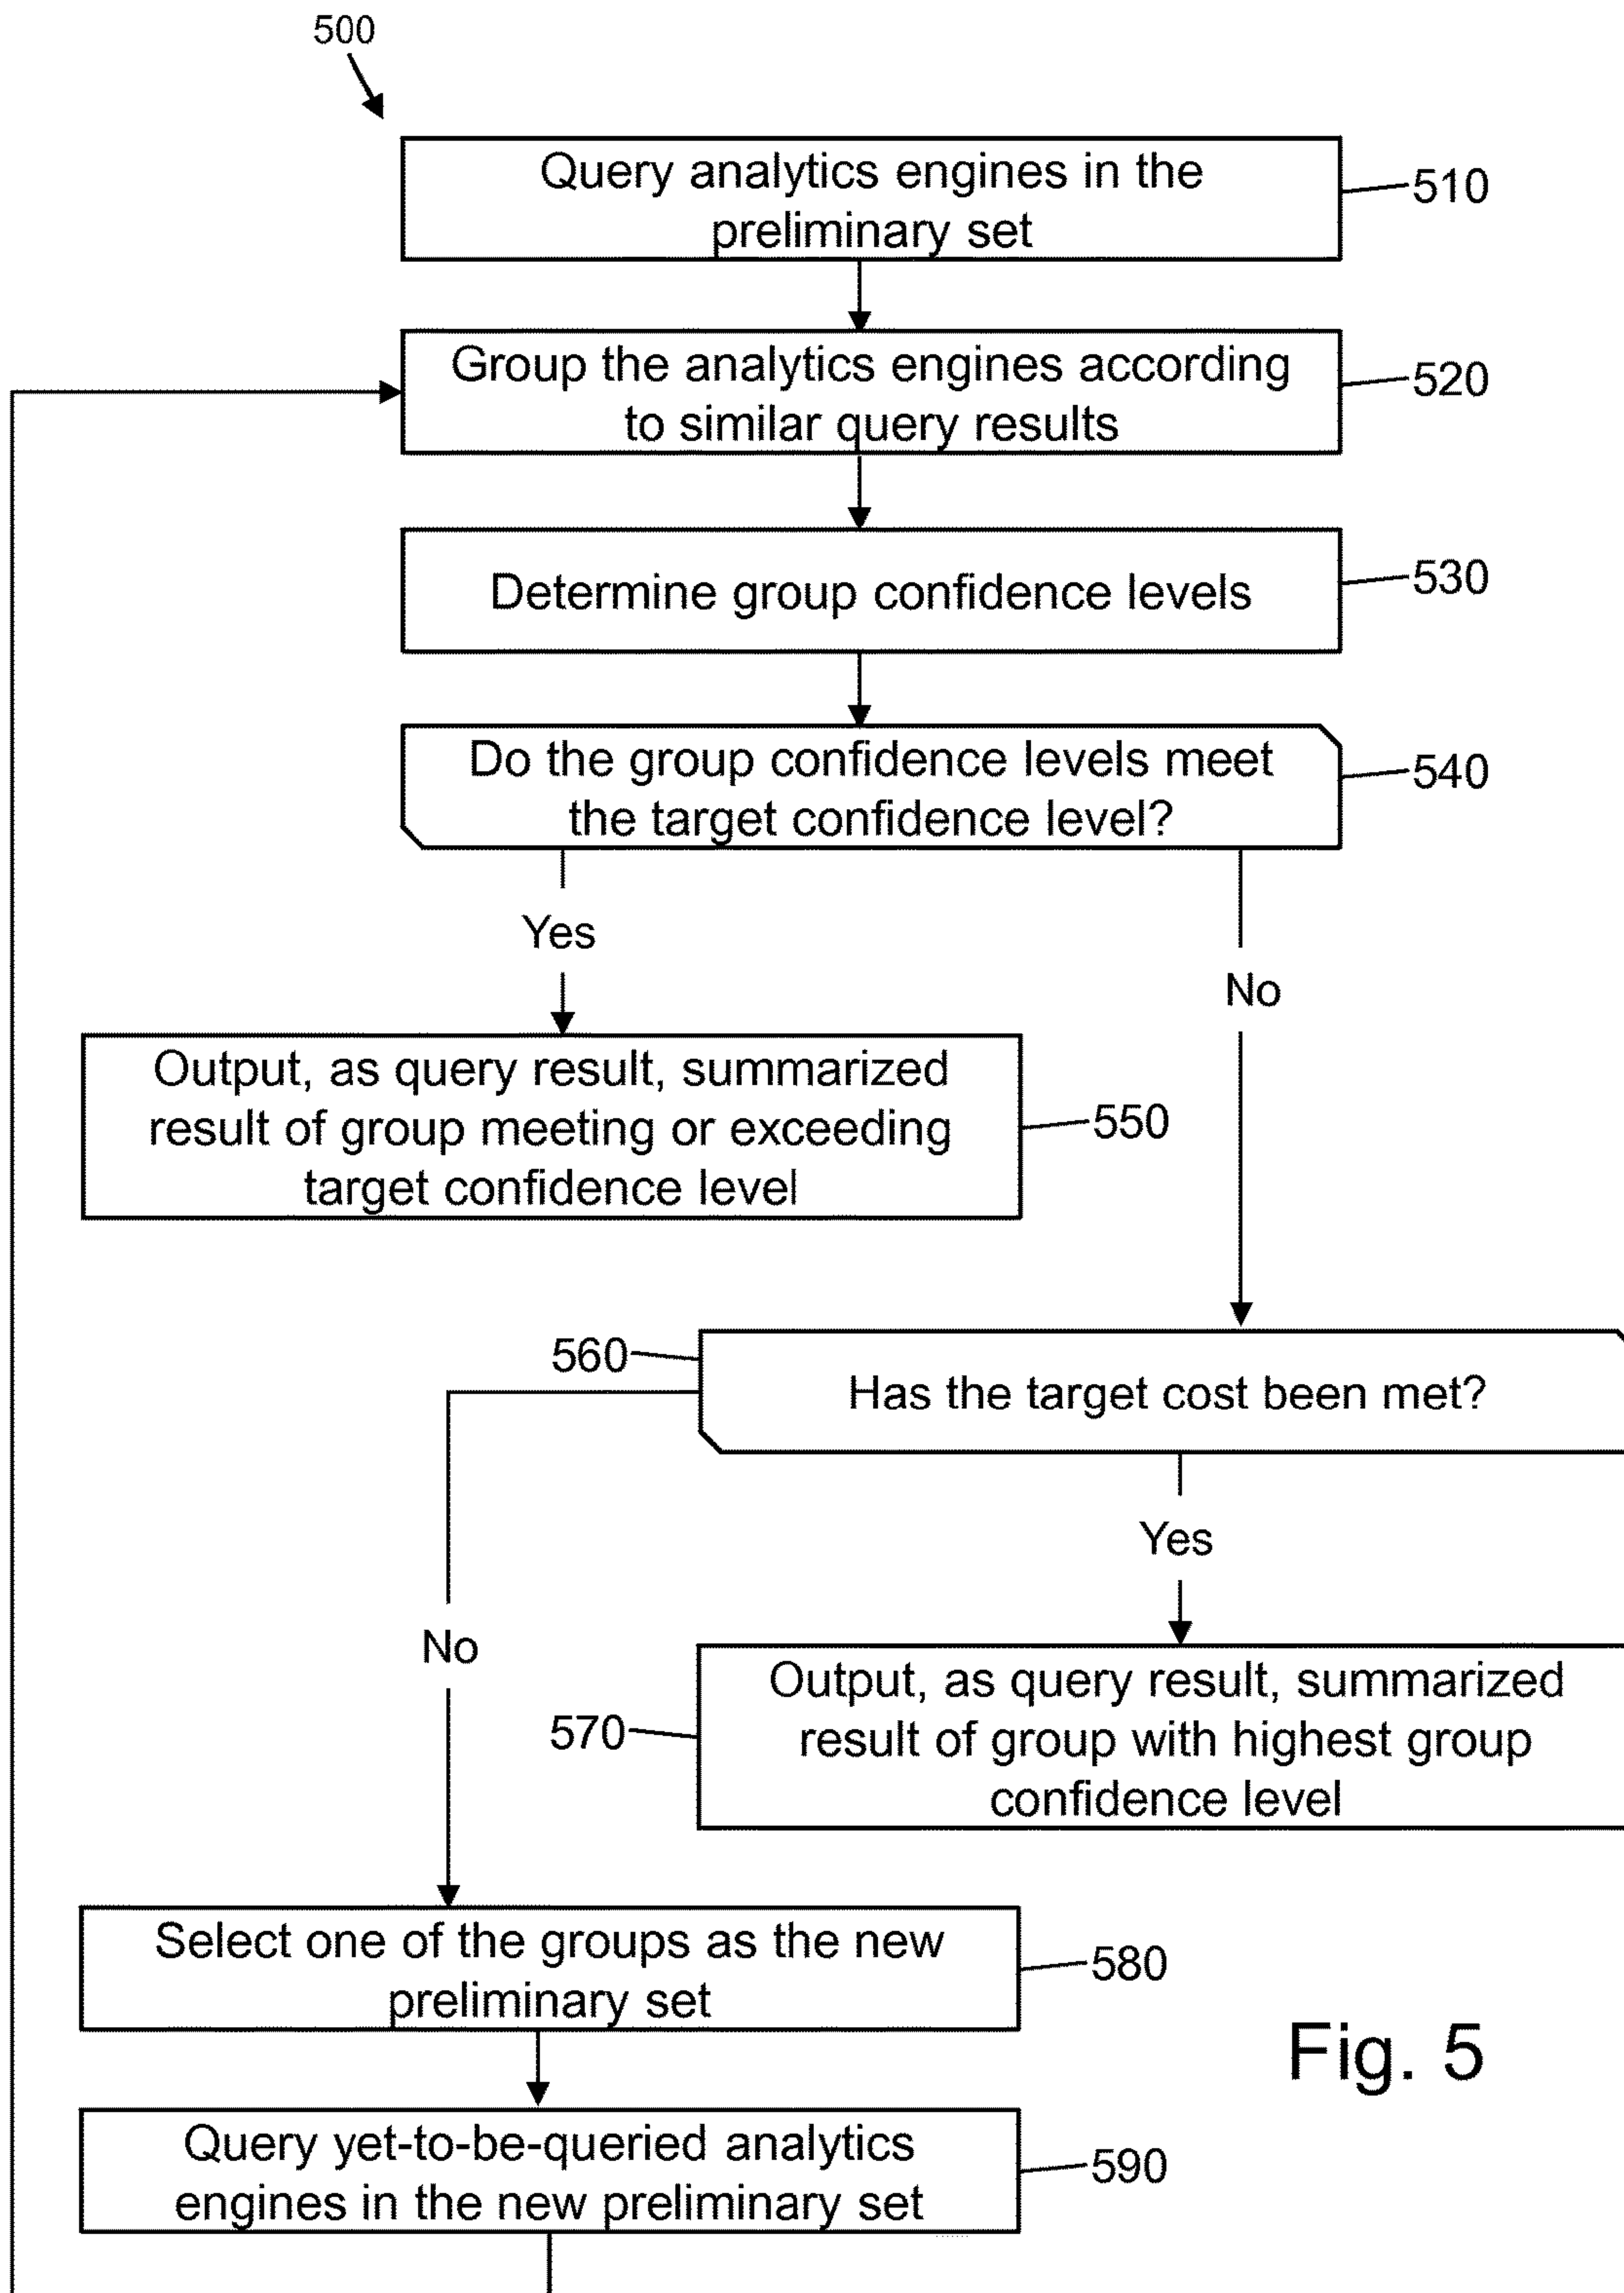 500
Query analytics engines in the
preliminary set
510
Group the analytics engines according
to similar query results
520
Determine group confidence levels
530
Do the group confidence levels meet
the target confidence level?
540
Yes
No
Output, as query result, summarized
result of group meeting or exceeding
target confidence level
550
560
Has the target cost been met?
Yes
No
Output, as query result, summarized
result of group with highest group
confidence level
570
Select one of the groups as the new
preliminary set
580
Fig. 5
Query yet-to-be-queried analytics
engines in the new preliminary set
590